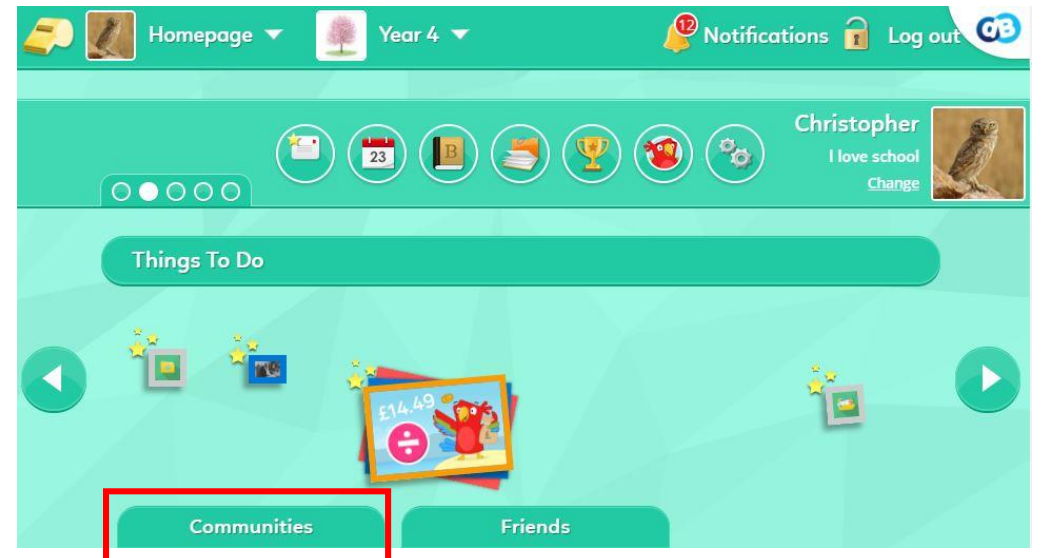 Homepage Year 4 12 Notifications Log out DB
Christopher
I love school
23 B
Change
Things To Do
£14.49
÷
Communities Friends